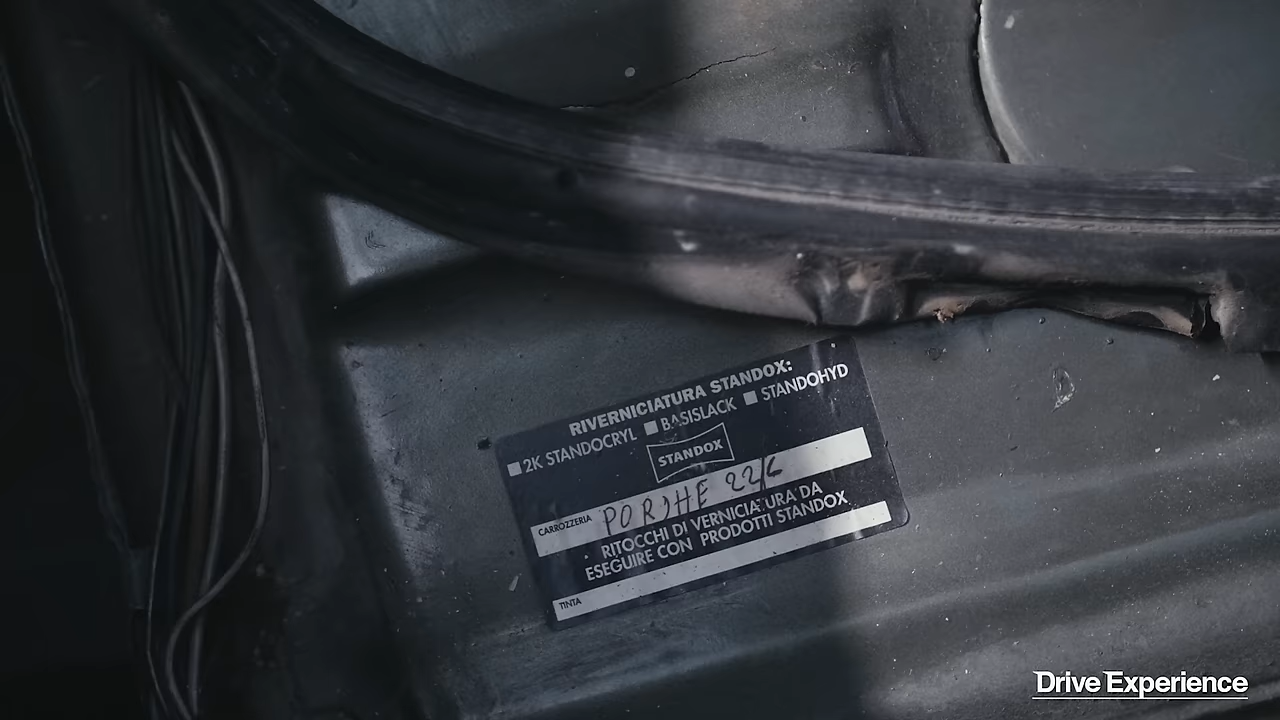 RIVERNICIATURA STANDOX:
2K STANDOCRYL BASISLACK STANDOHYD
STANDOX
CARROZZERIA PORSHE 22/6
RITOCCHI DI VERNICIATURA DA
ESEGUIRE CON PRODOTTI STANDOX
TINTA
Drive Experience